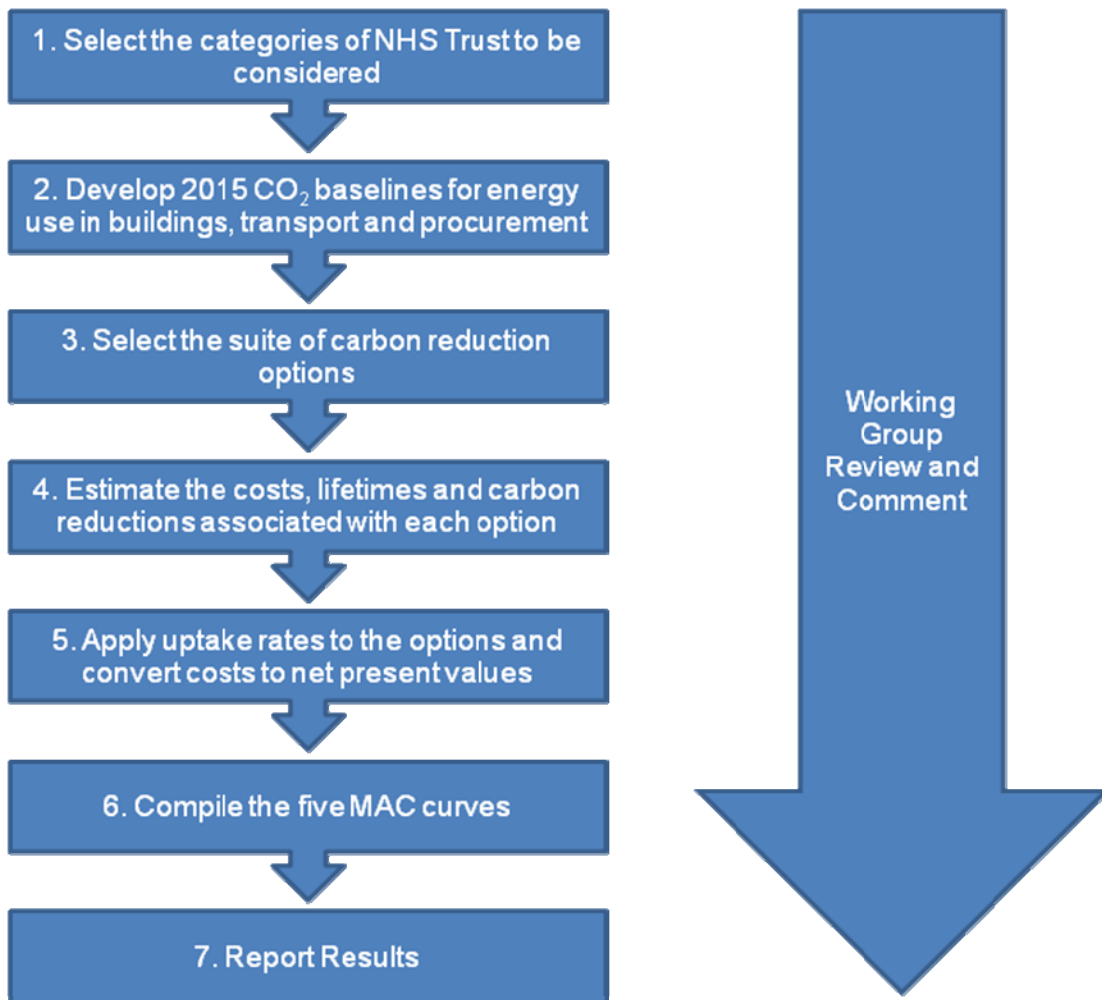 1. Select the categories of NHS Trust to be
considered
2. Develop 2015 CO₂ baselines for energy
use in buildings, transport and procurement
3. Select the suite of carbon reduction
options
4. Estimate the costs, lifetimes and carbon
reductions associated with each option
5. Apply uptake rates to the options and
convert costs to net present values
6. Compile the five MAC curves
7. Report Results
Working
Group
Review and
Comment